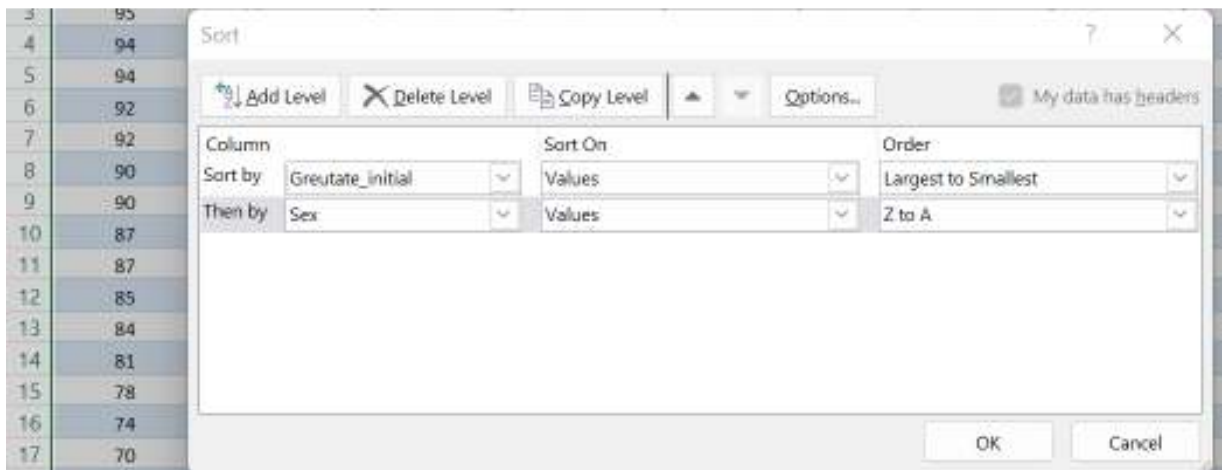 3 95
4 94
5 94
6 92
7 92
8 90
9 90
10 87
11 87
12 85
13 84
14 81
15 78
16 74
17 70
Sort ?
Add Level Delete Level Copy Level Options... My data has headers
Column Sort On Order
Sort by Greutate_initial Values Largest to Smallest
Then by Sex Values Z to A
OK Cancel